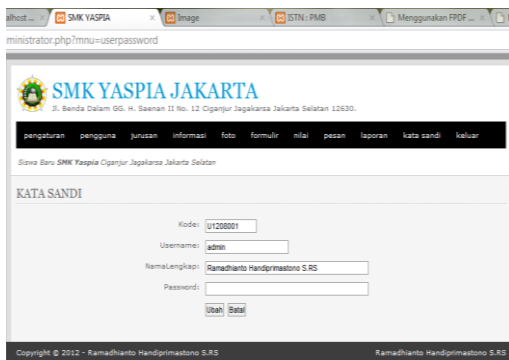 alhost ... SMK YASPIA Image ISTN : PMB Menggunakan FPDF ...
ministrator.php?mnu=userpassword
SMK YASPIA JAKARTA
Jl. Benda Dalam GG. H. Saenan II No. 12 Ciganjur Jagakarsa Jakarta Selatan 12630.
pengaturan pengguna jurusan informasi foto formulir nilai pesan laporan kata sandi keluar
Siswa Baru SMK Yaspia Ciganjur Jagakarsa Jakarta Selatan
KATA SANDI
Kode: U1208001
Username: admin
NamaLengkap: Ramadhianto Handiprimastono S.RS
Password:
Ubah Batal
Copyright © 2012 - Ramadhianto Handiprimastono S.RS Ramadhianto Handiprimastono S.RS